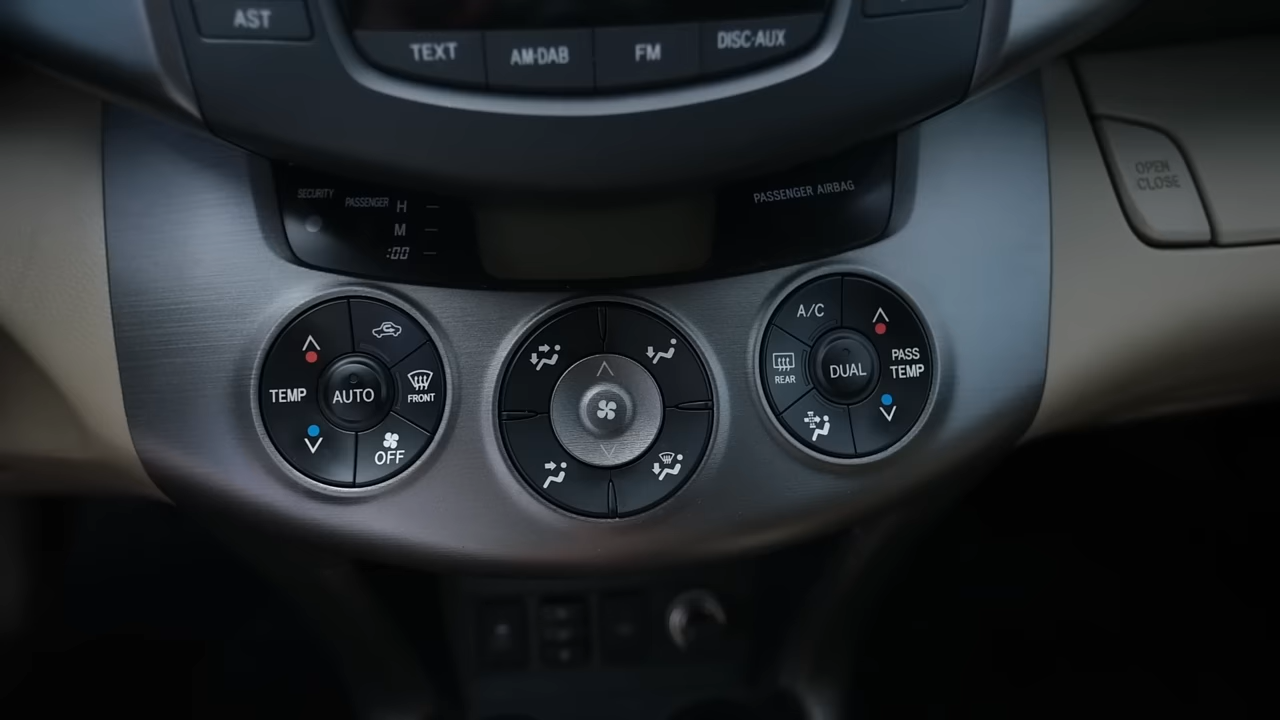 AST
TEXT
AM·DAB
FM
DISC·AUX
SECURITY
PASSENGER
H
M
:00
PASSENGER AIRBAG
OPEN
CLOSE
TEMP
AUTO
FRONT
OFF
A/C
REAR
DUAL
PASS
TEMP